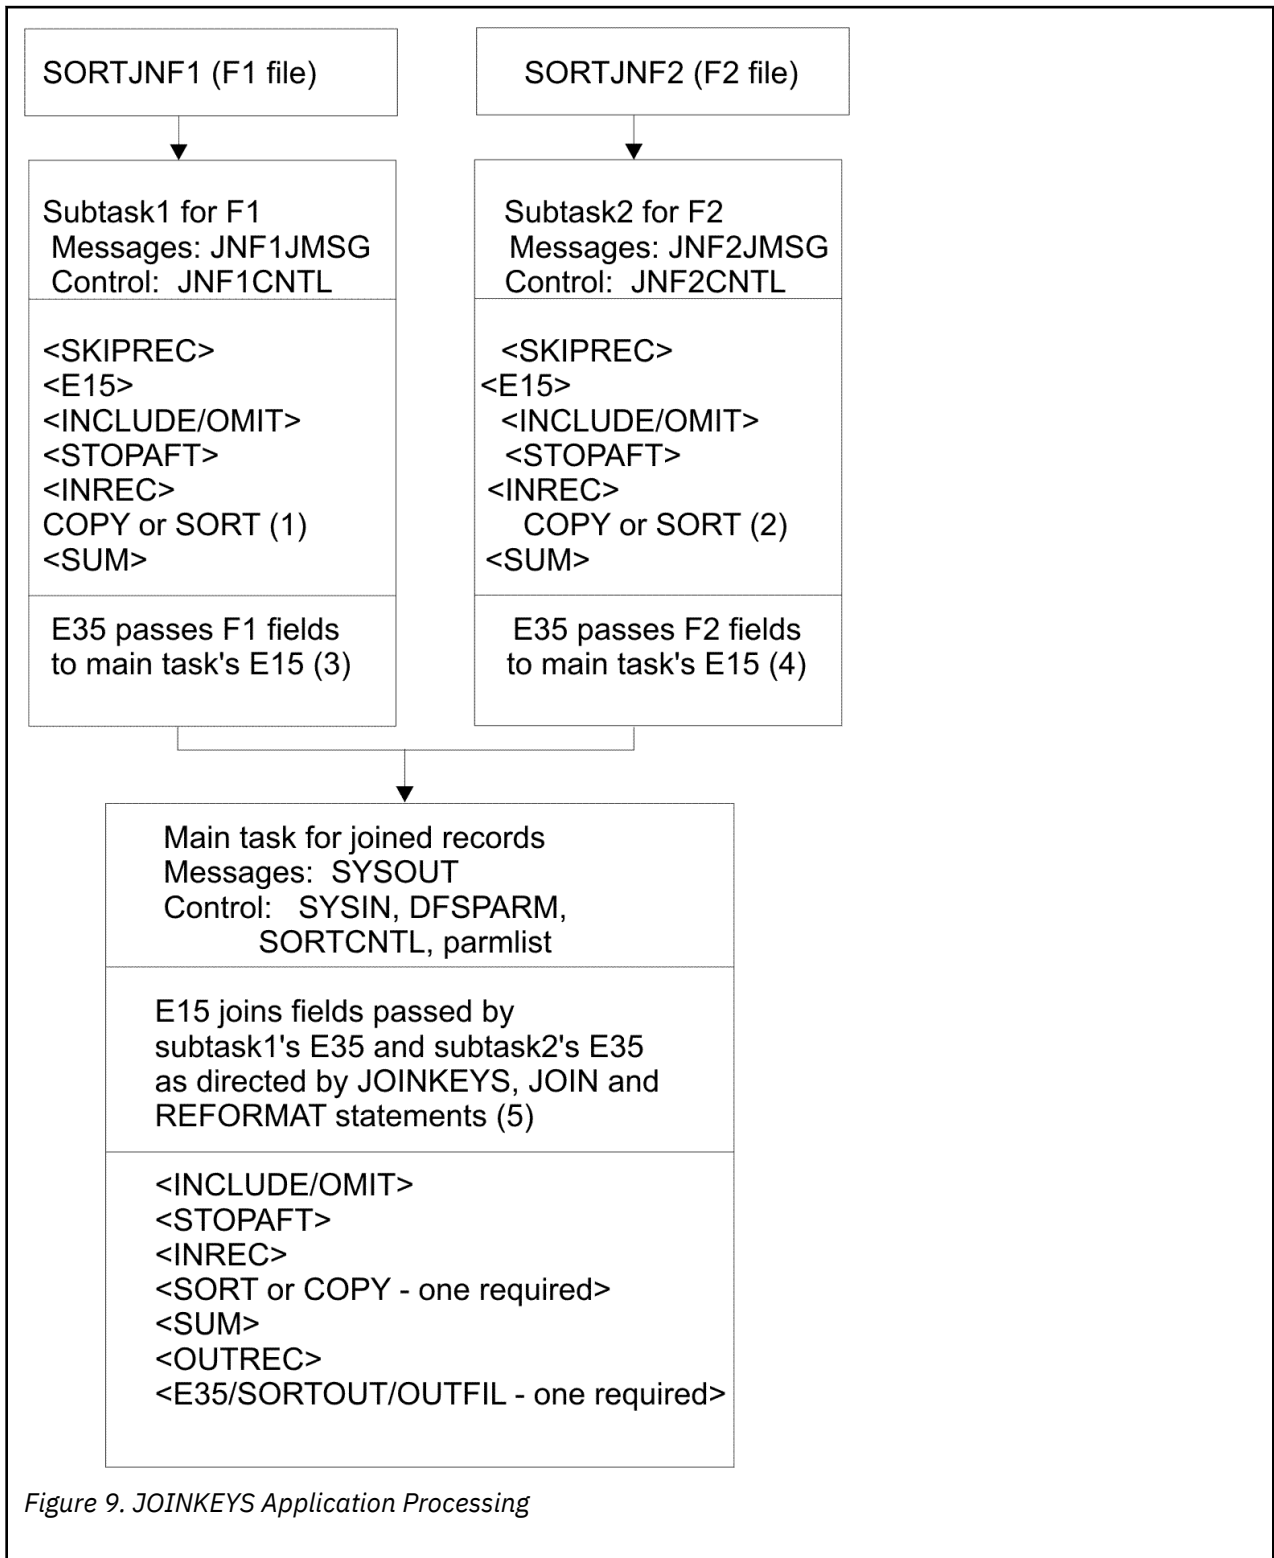 SORTJNF1 (F1 file)
SORTJNF2 (F2 file)
Subtask1 for F1
Messages: JNF1JMSG
Control: JNF1CNTL
<SKIPREC>
<E15>
<INCLUDE/OMIT>
<STOPAFT>
<INREC>
COPY or SORT (1)
<SUM>
E35 passes F1 fields
to main task's E15 (3)
Subtask2 for F2
Messages: JNF2JMSG
Control: JNF2CNTL
<SKIPREC>
<E15>
<INCLUDE/OMIT>
<STOPAFT>
<INREC>
COPY or SORT (2)
<SUM>
E35 passes F2 fields
to main task's E15 (4)
Main task for joined records
Messages: SYSOUT
Control: SYSIN, DFSPARM,
SORTCNTL, parmlist
E15 joins fields passed by
subtask1's E35 and subtask2's E35
as directed by JOINKEYS, JOIN and
REFORMAT statements (5)
<INCLUDE/OMIT>
<STOPAFT>
<INREC>
<SORT or COPY - one required>
<SUM>
<OUTREC>
<E35/SORTOUT/OUTFIL - one required>
Figure 9. JOINKEYS Application Processing